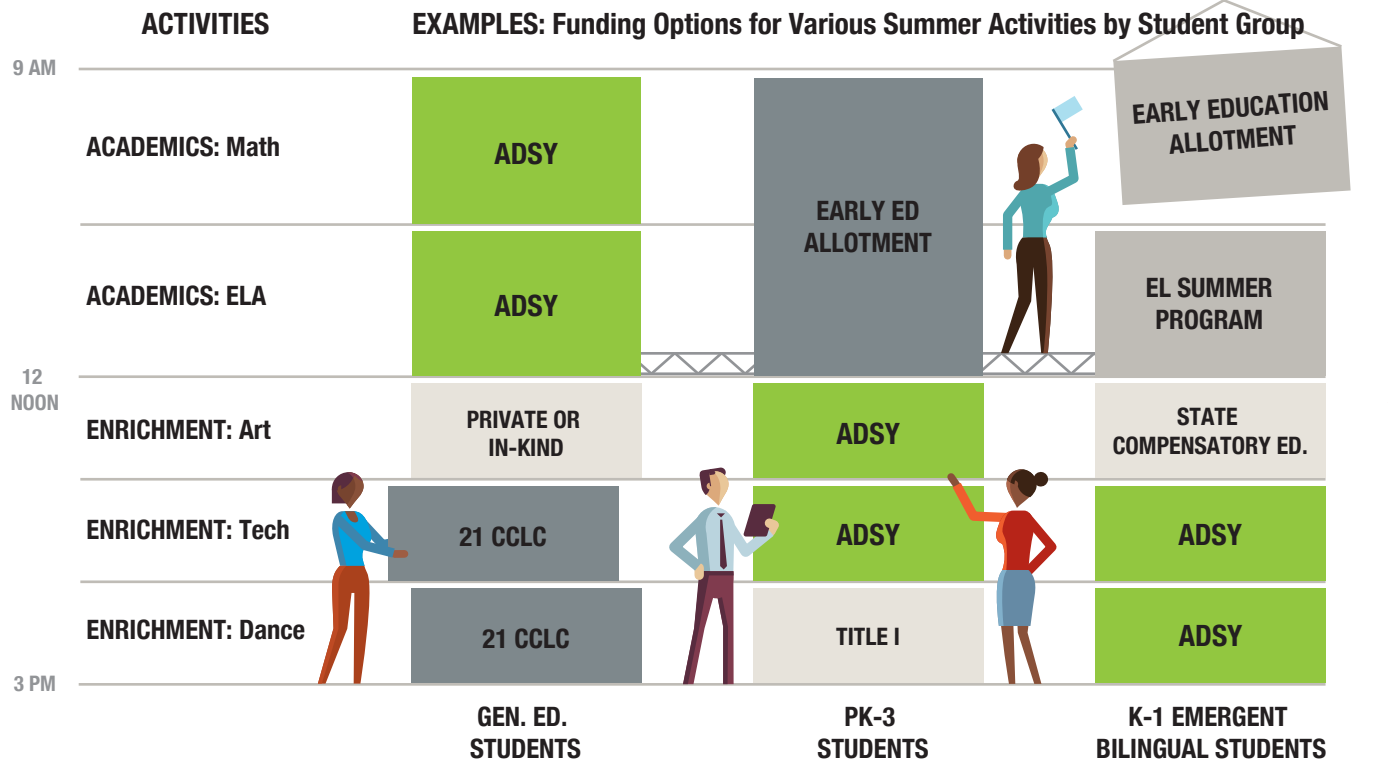 ACTIVITIES
EXAMPLES: Funding Options for Various Summer Activities by Student Group
9 AM
ACADEMICS: Math
ADSY
EARLY ED
ALLOTMENT
EARLY EDUCATION
ALLOTMENT
ACADEMICS: ELA
ADSY
EL SUMMER
PROGRAM
12
NOON
ENRICHMENT: Art
PRIVATE OR
IN-KIND
ADSY
STATE
COMPENSATORY ED.
ENRICHMENT: Tech
21 CCLC
ADSY
ADSY
ENRICHMENT: Dance
21 CCLC
TITLE I
ADSY
3 PM
GEN. ED.
STUDENTS
PK-3
STUDENTS
K-1 EMERGENT
BILINGUAL STUDENTS